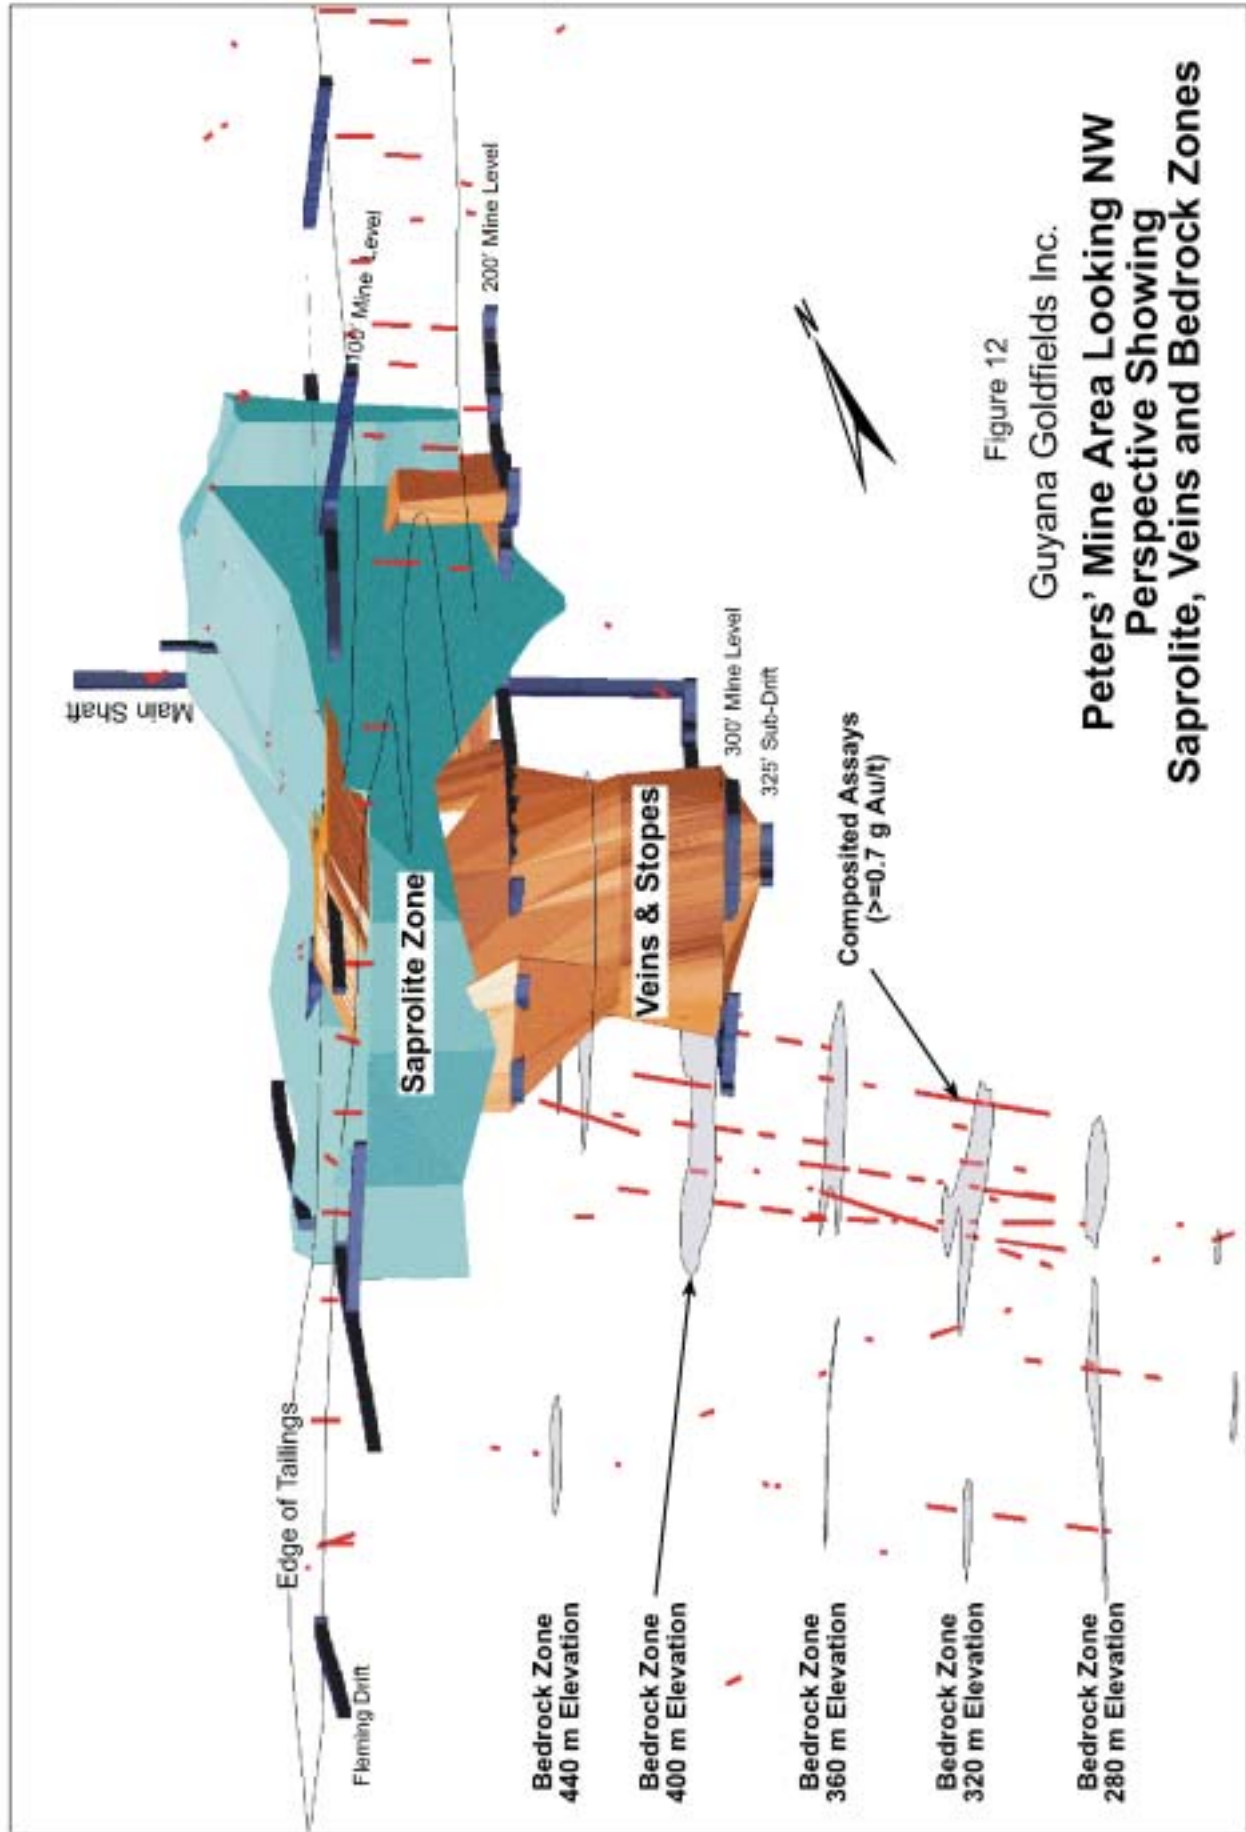 Main Shaft
Edge of Tailings
Fleming Drift
100' Mine Level
200' Mine Level
Saprolite Zone
Veins & Stopes
300' Mine Level
325' Sub-Drift
Composited Assays
(>=0.7 g Au/t)
Bedrock Zone
440 m Elevation
Bedrock Zone
400 m Elevation
Bedrock Zone
360 m Elevation
Bedrock Zone
320 m Elevation
Bedrock Zone
280 m Elevation
N
Figure 12
Guyana Goldfields Inc.
Peters' Mine Area Looking NW
Perspective Showing
Saprolite, Veins and Bedrock Zones